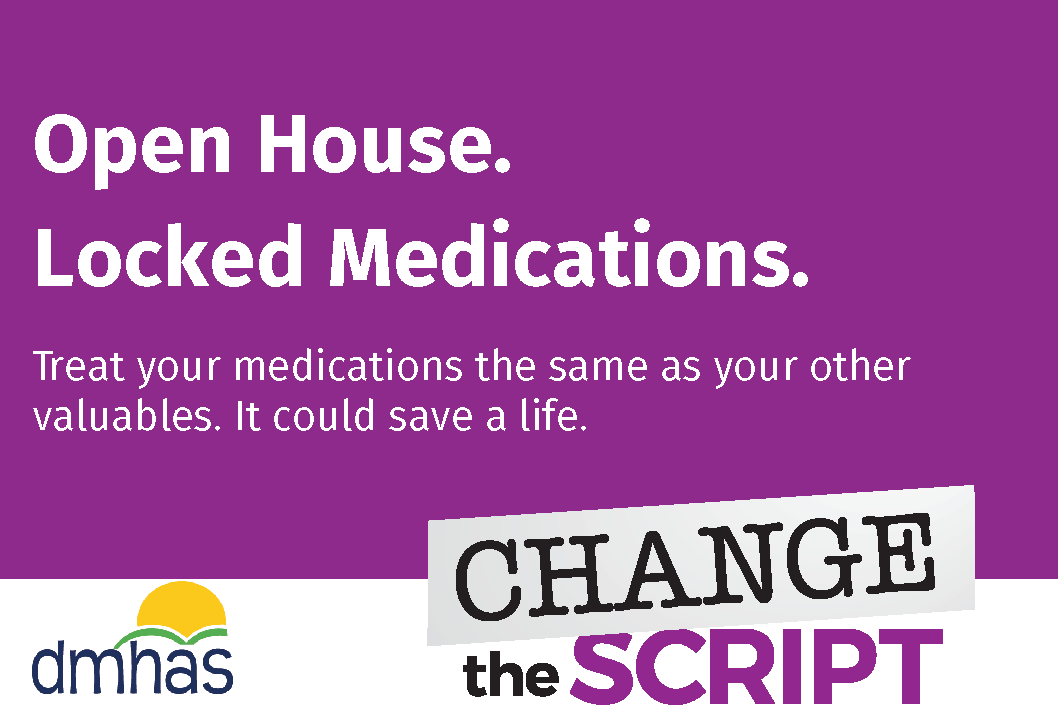 Open House.
Locked Medications.
Treat your medications the same as your other
valuables. It could save a life.
CHANGE
the SCRIPT
dmhas